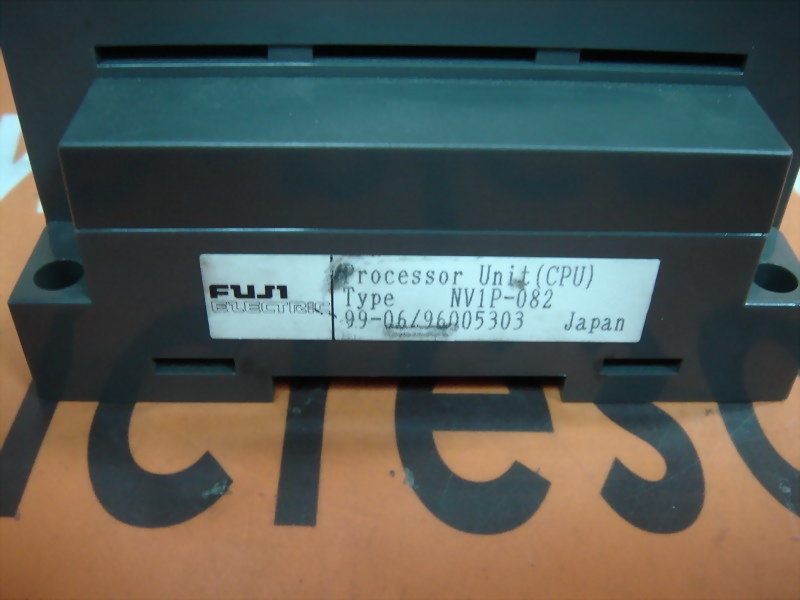 FUJI
ELECTRIC
Processor Unit(CPU)
Type NV1P-082
99-06/96005303 Japan